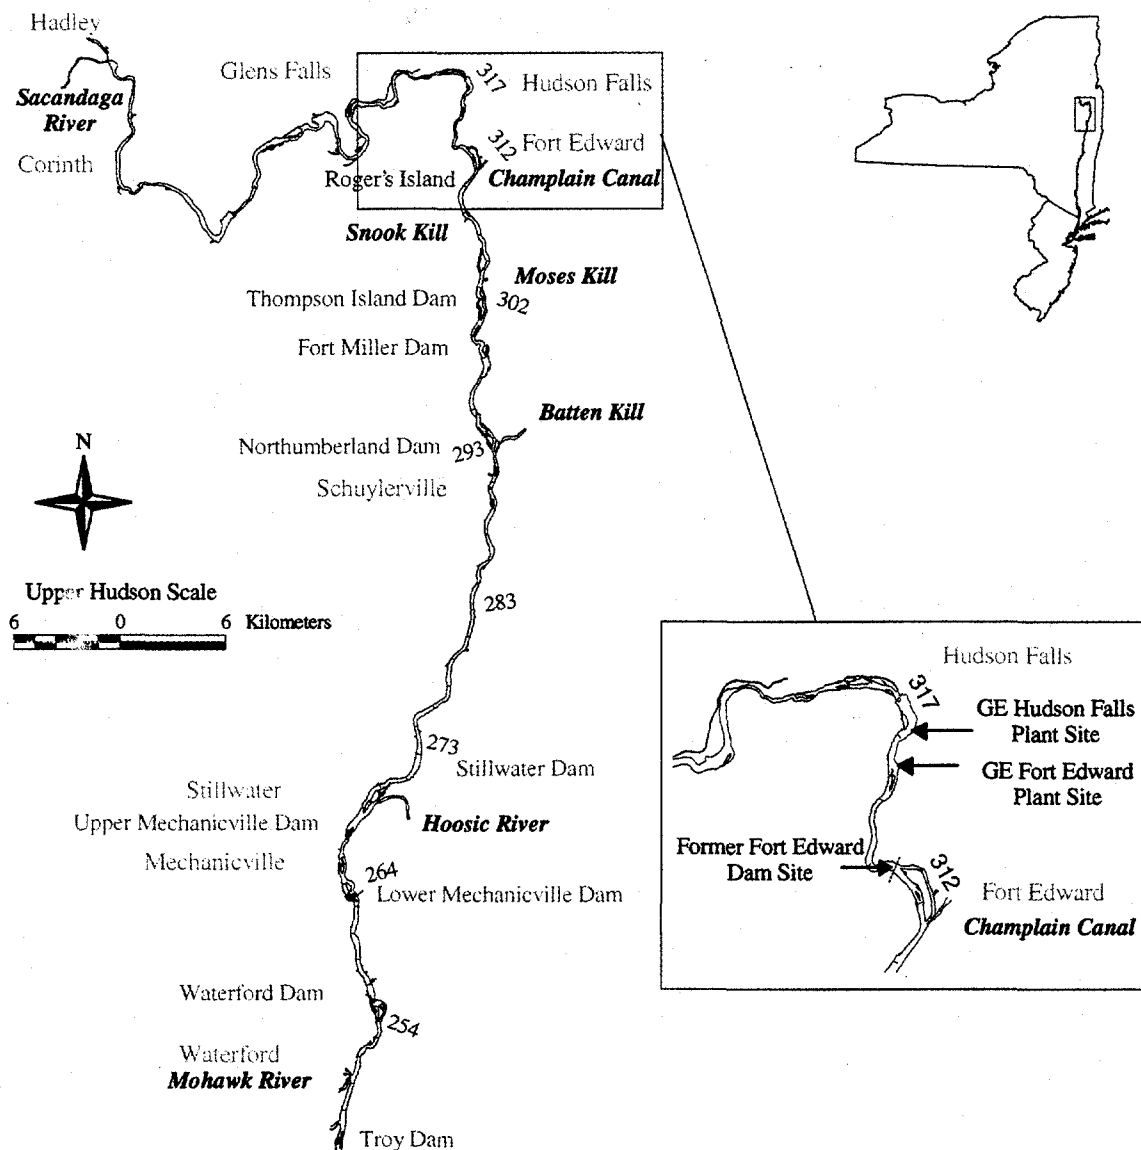 Hadley
Glens Falls
317
Hudson Falls
Sacandaga
River
312
Fort Edward
Corinth
Roger's Island
Champlain Canal
Snook Kill
Moses Kill
Thompson Island Dam
302
Fort Miller Dam
Batten Kill
N
Northumberland Dam
293
Schuylerville
Upper Hudson Scale
6 0 6 Kilometers
283
273
Stillwater Dam
Stillwater
Upper Mechanicville Dam
Hoosic River
Mechanicville
264
Lower Mechanicville Dam
Waterford Dam
254
Waterford
Mohawk River
Troy Dam
Hudson Falls
317
GE Hudson Falls
Plant Site
GE Fort Edward
Plant Site
Former Fort Edward
Dam Site
312
Fort Edward
Champlain Canal